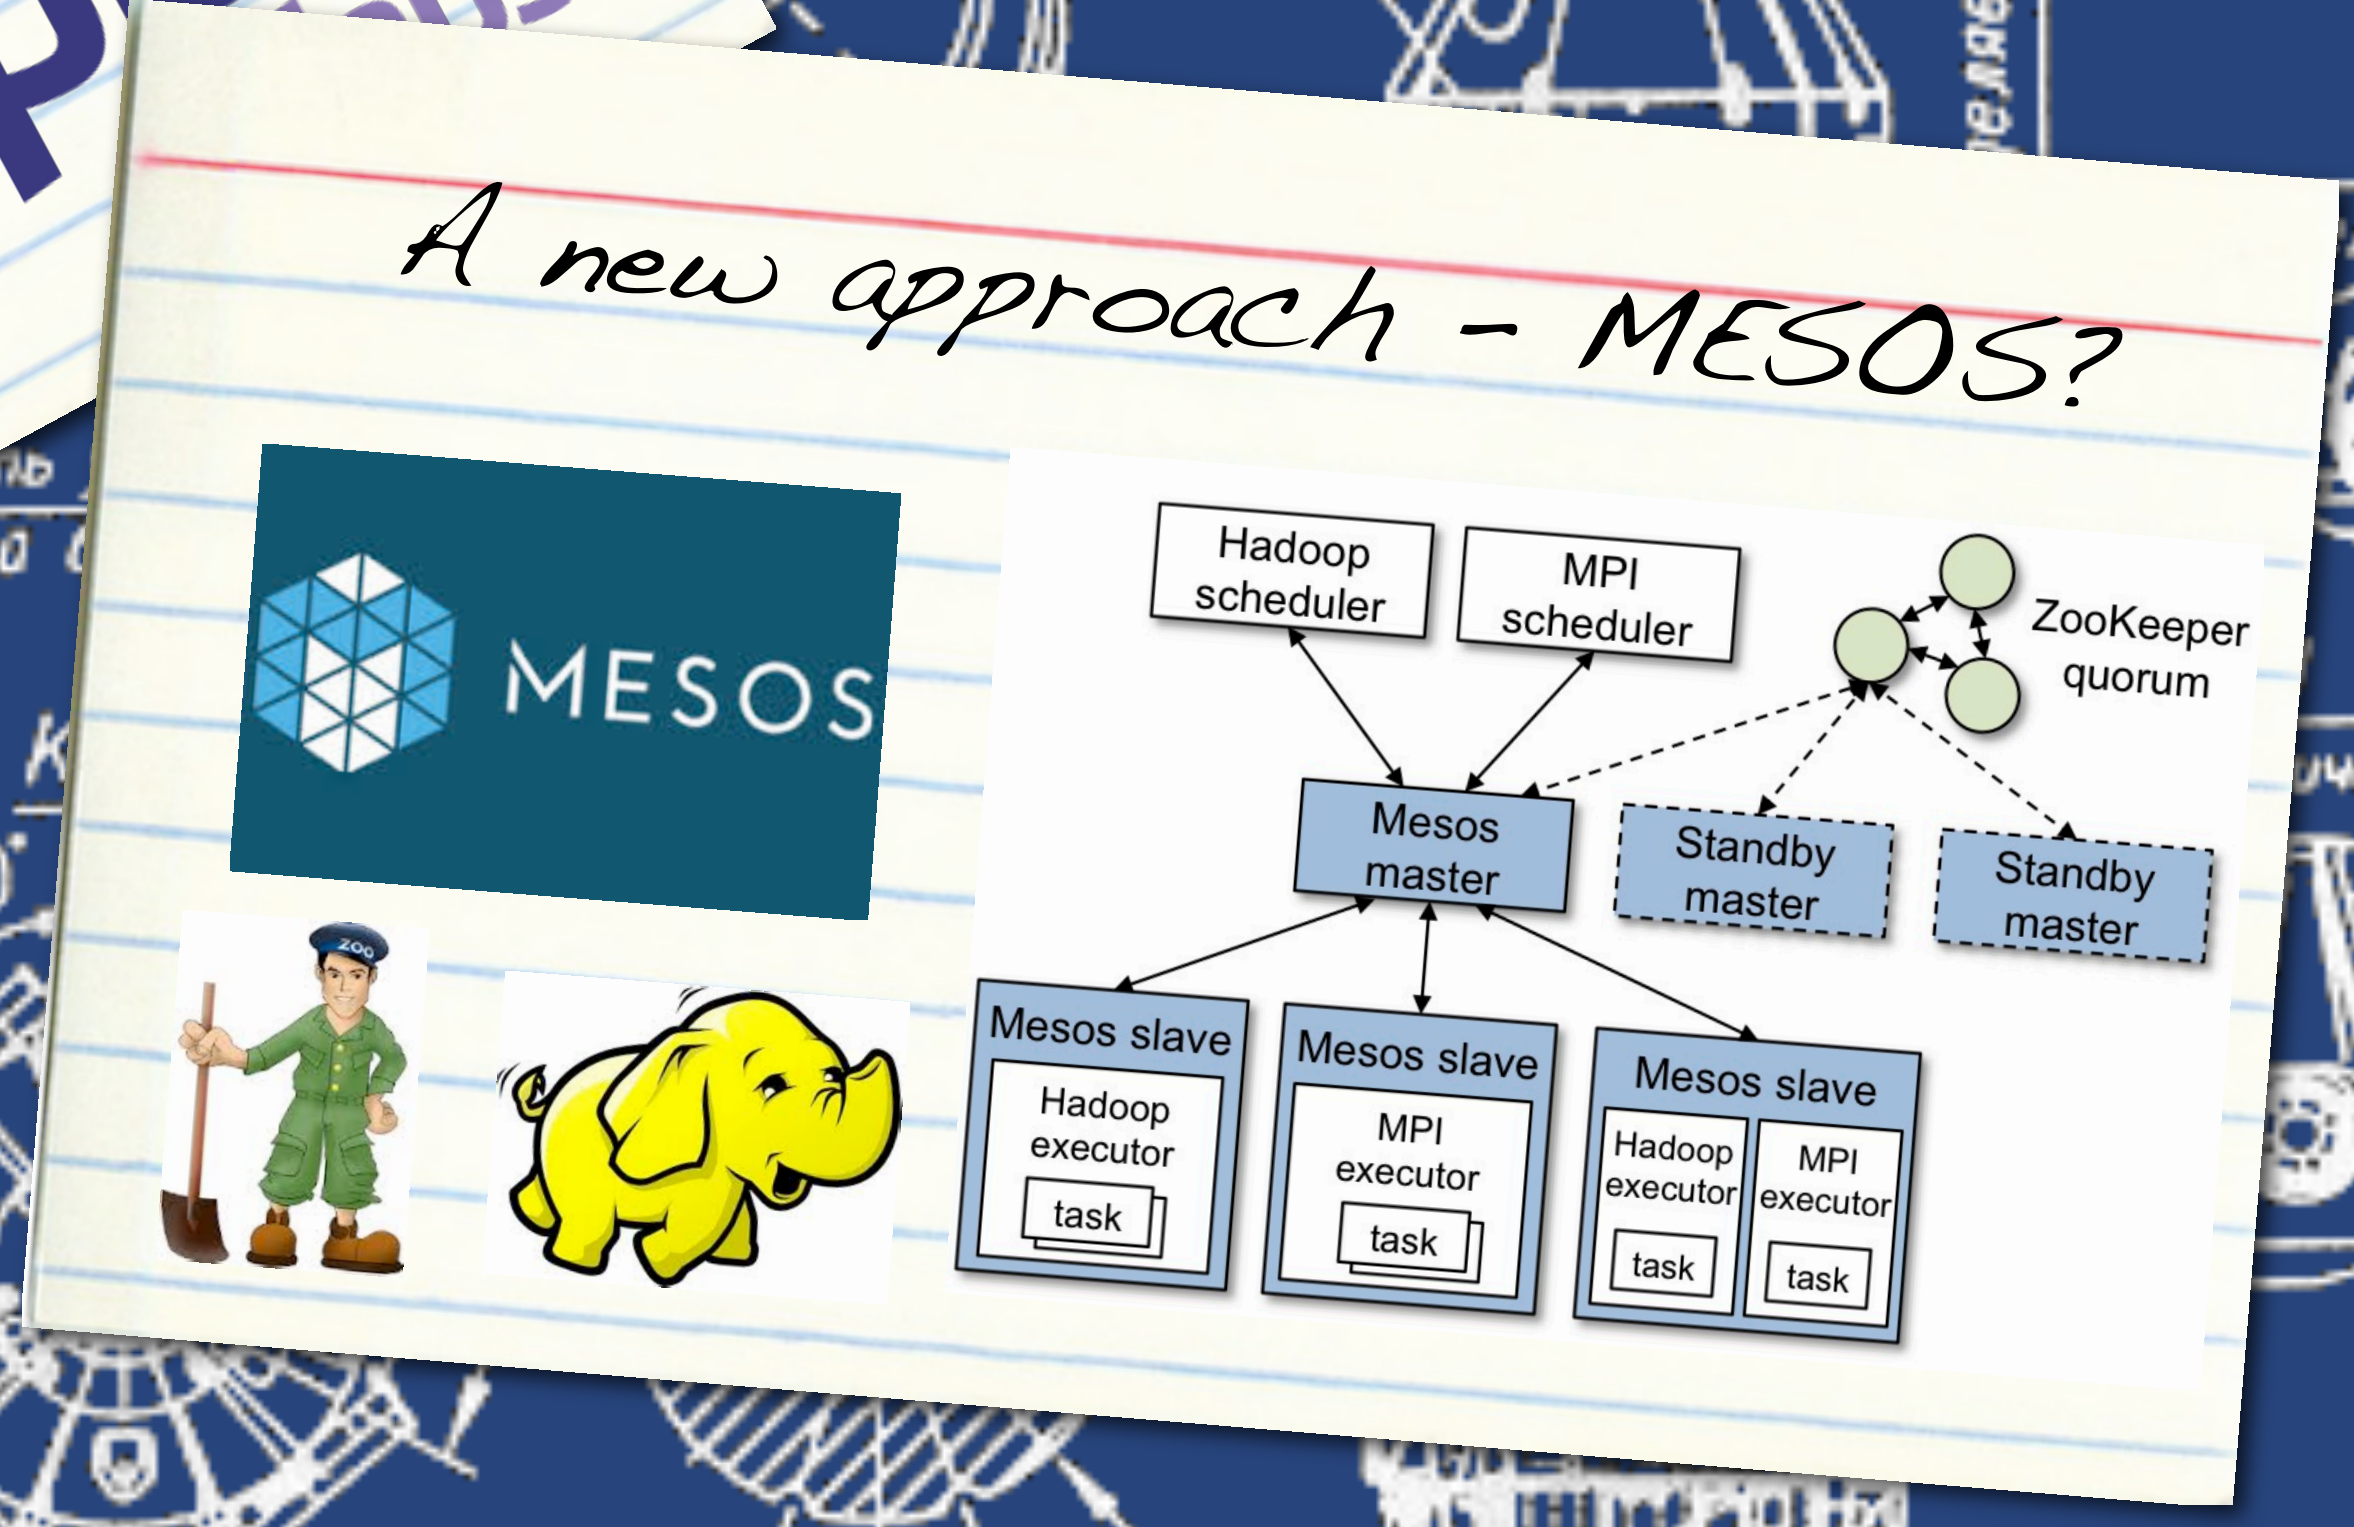 A new approach - MESOS?
MESOS
ZOO
Hadoop
scheduler
MPI
scheduler
ZooKeeper
quorum
Mesos
master
Standby
master
Standby
master
Mesos slave
Hadoop
executor
task
Mesos slave
MPI
executor
task
Mesos slave
Hadoop
executor
task
MPI
executor
task